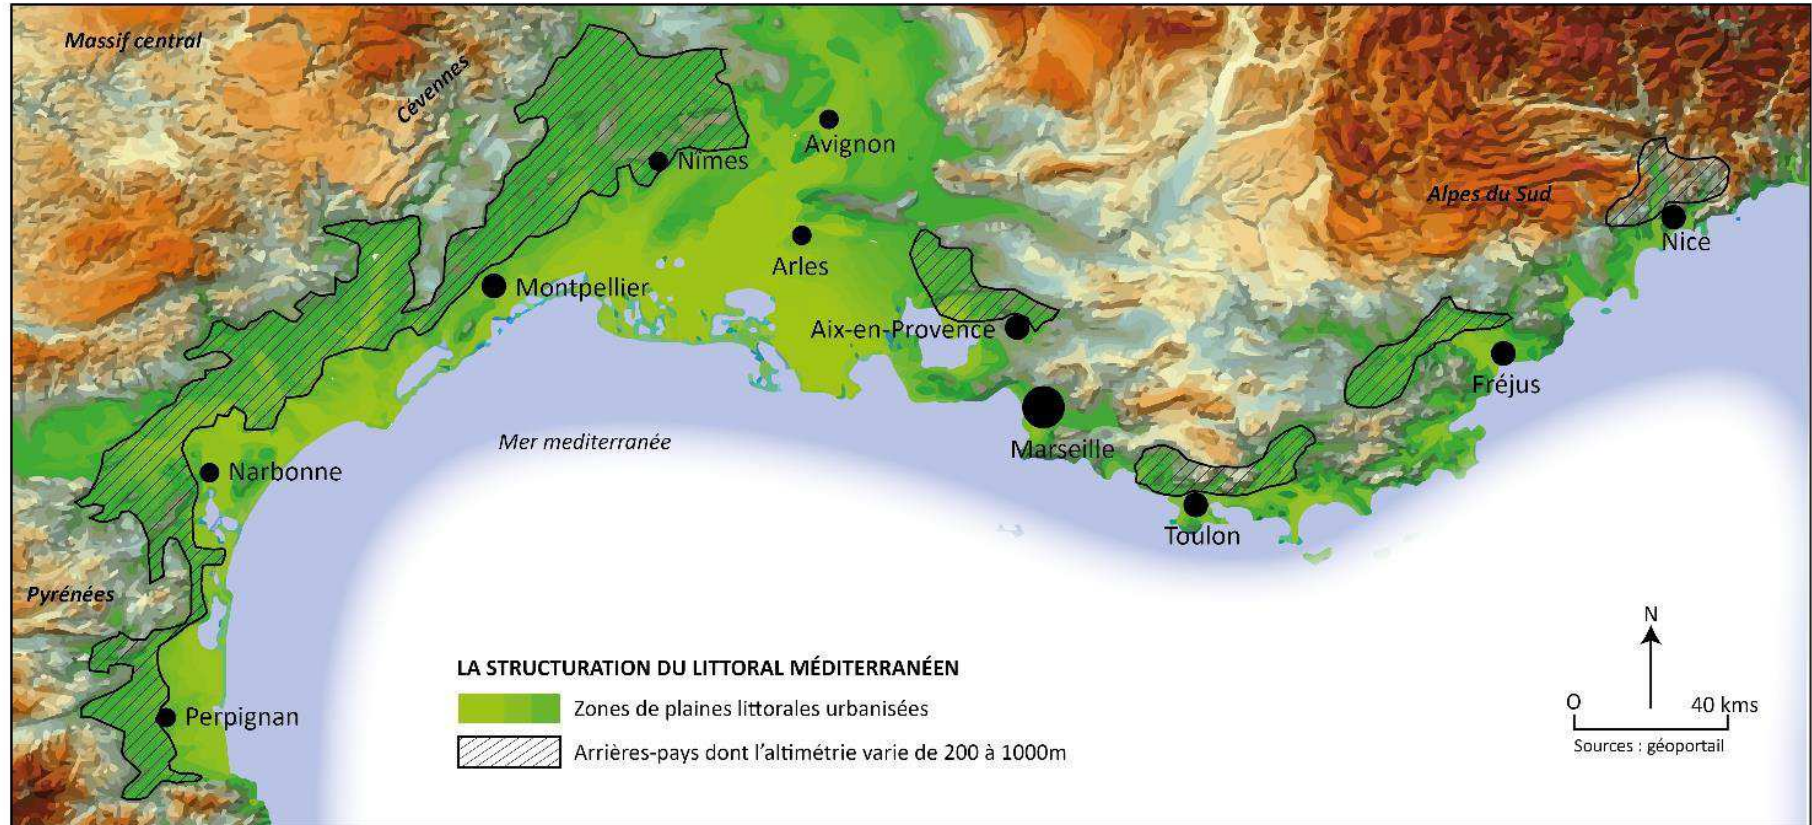 Massif central
Cévennes
Avignon
Nîmes
Alpes du Sud
Nice
Arles
Montpellier
Aix-en-Provence
Fréjus
Marseille
Mer mediterranée
Narbonne
Toulon
Pyrénées
Perpignan
LA STRUCTURATION DU LITTORAL MÉDITERRANÉEN
Zones de plaines littorales urbanisées
Arrières-pays dont l'altimétrie varie de 200 à 1000m
N
O 40 kms
Sources : géoportail